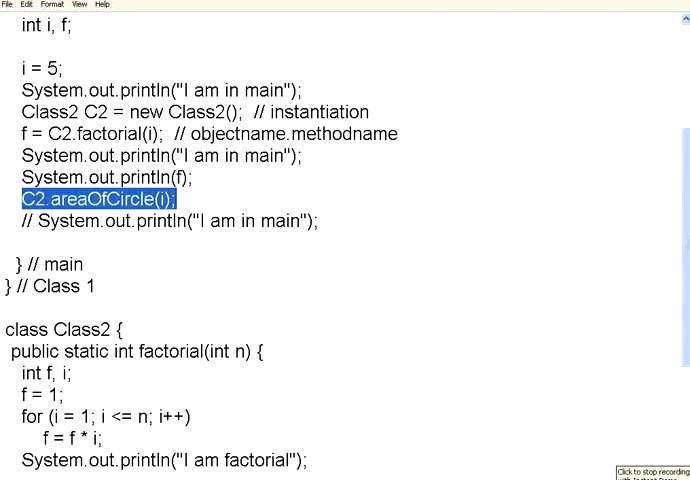 File Edit Format View Help
int i, f;
i = 5;
System.out.println("I am in main");
Class2 C2 = new Class2(); // instantiation
f = C2.factorial(i); // objectname.methodname
System.out.println("I am in main");
System.out.println(f);
C2.areaOfCircle(i);
// System.out.println("I am in main");
} // main
} // Class 1
class Class2 {
public static int factorial(int n) {
int f, i;
f = 1;
for (i = 1; i <= n; i++)
f = f * i;
System.out.println("I am factorial");
Click to stop recording